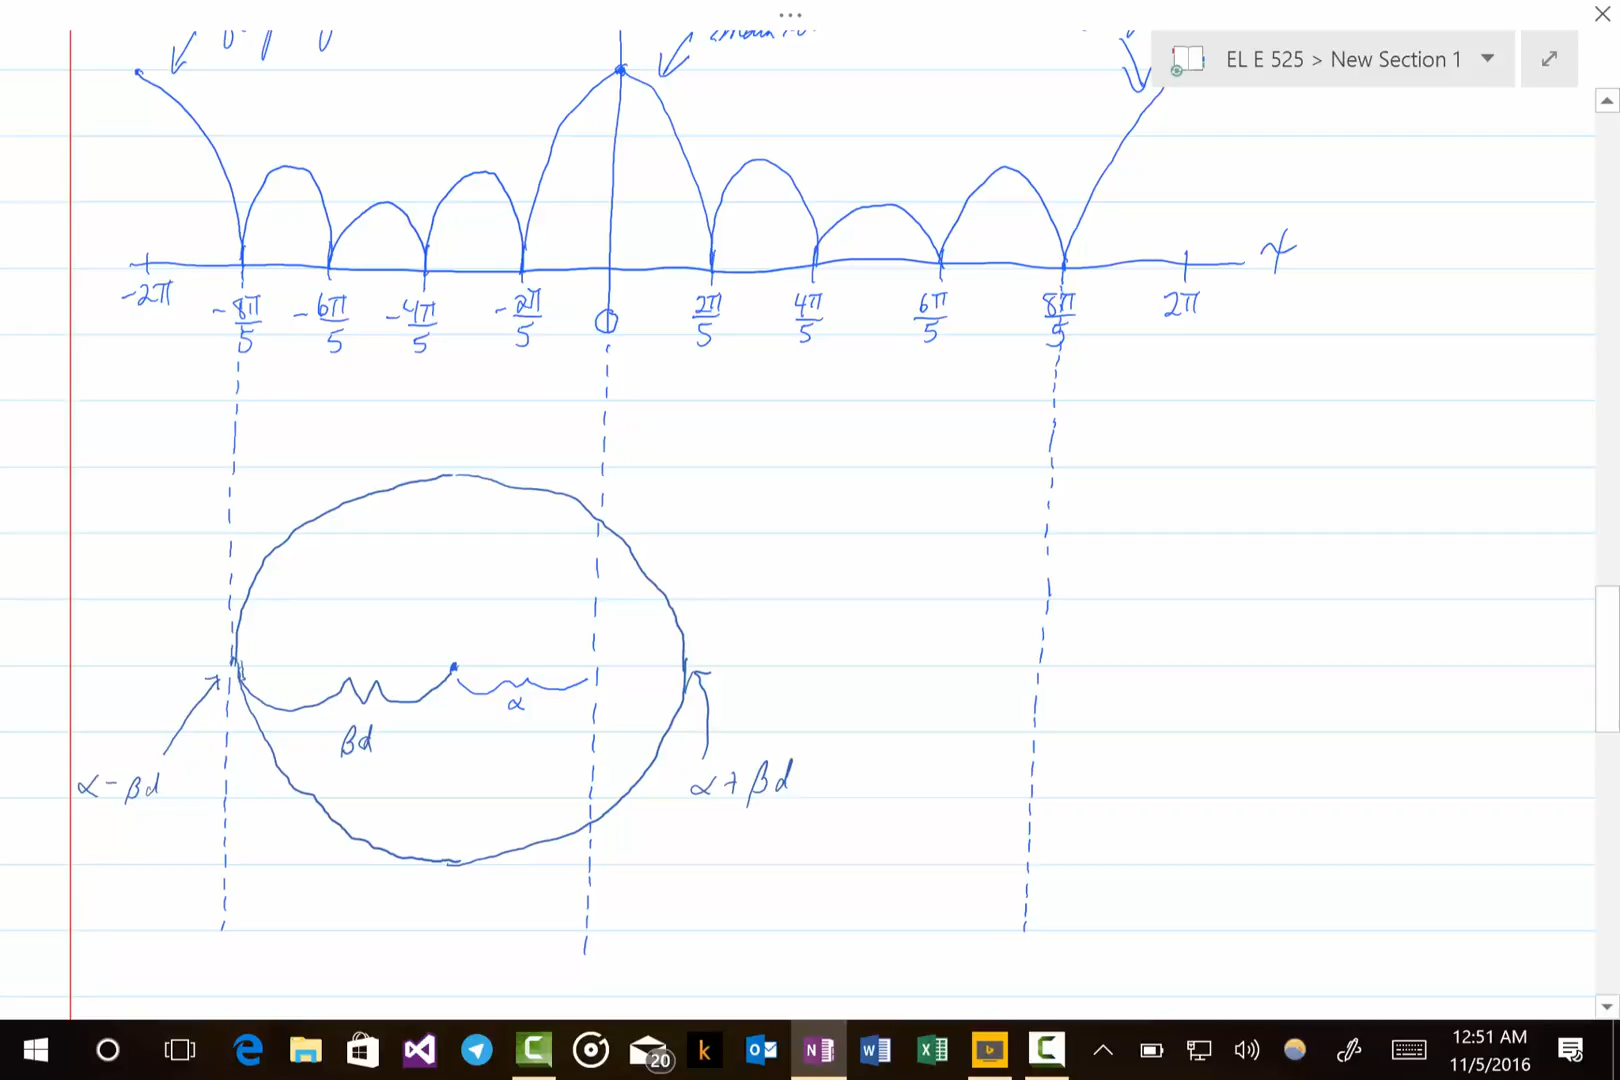 EL E 525 > New Section 1
ψ
-2π -8π/5 -6π/5 -4π/5 -2π/5 0 2π/5 4π/5 6π/5 8π/5 2π
α
βd
α - βd
α + βd
20
12:51 AM
11/5/2016